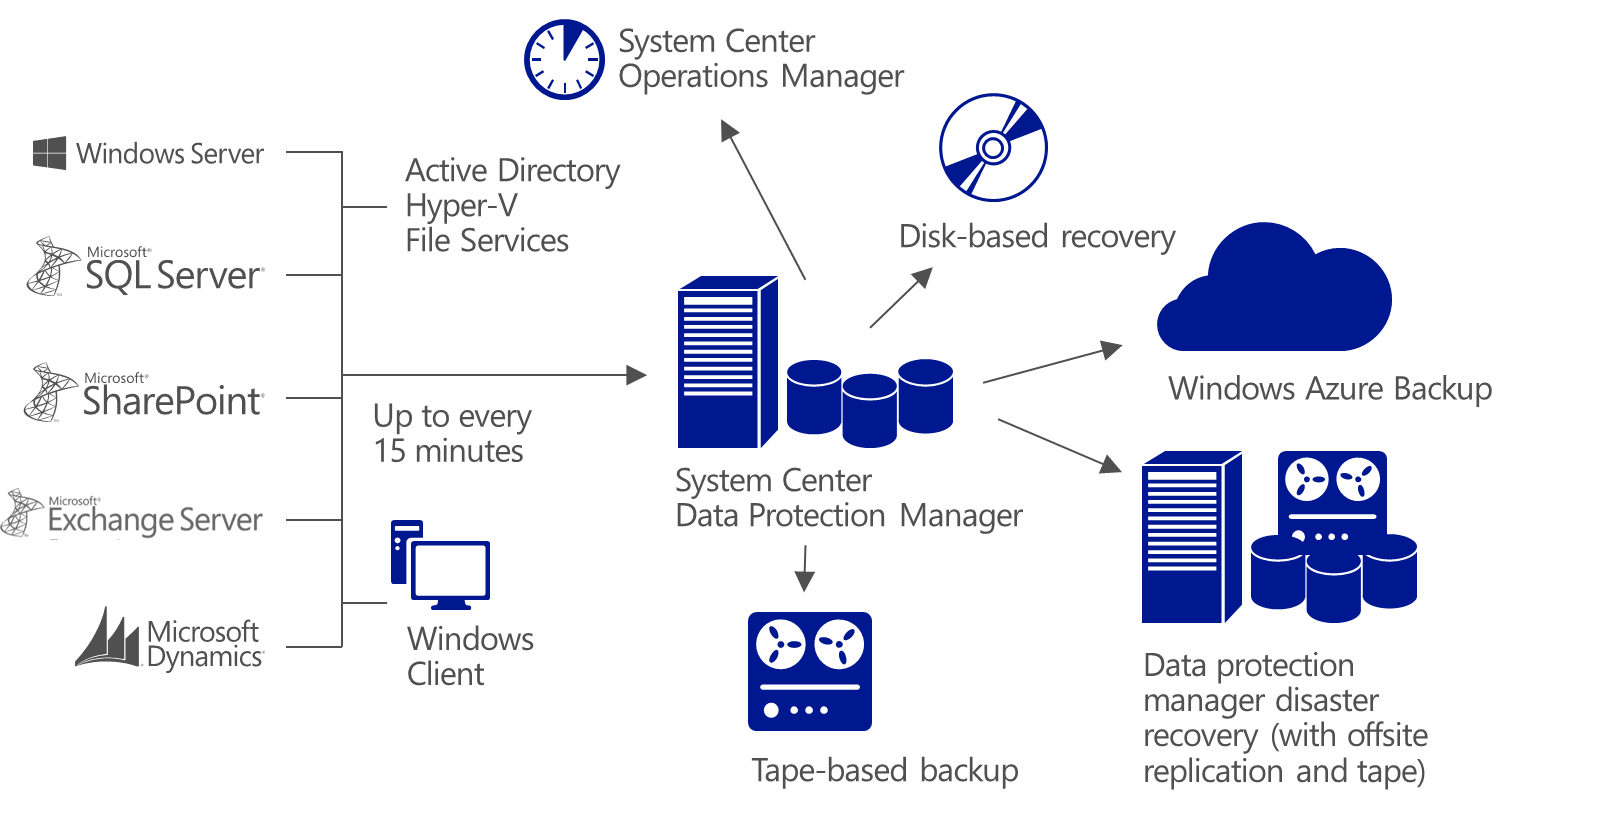 System Center
Operations Manager
Windows Server
Active Directory
Hyper-V
File Services
Disk-based recovery
Microsoft®
SQL Server®
Microsoft®
SharePoint®
Windows Azure Backup
Up to every
15 minutes
System Center
Data Protection Manager
Microsoft®
Exchange Server
Microsoft
Dynamics
Windows
Client
Data protection
manager disaster
recovery (with offsite
replication and tape)
Tape-based backup